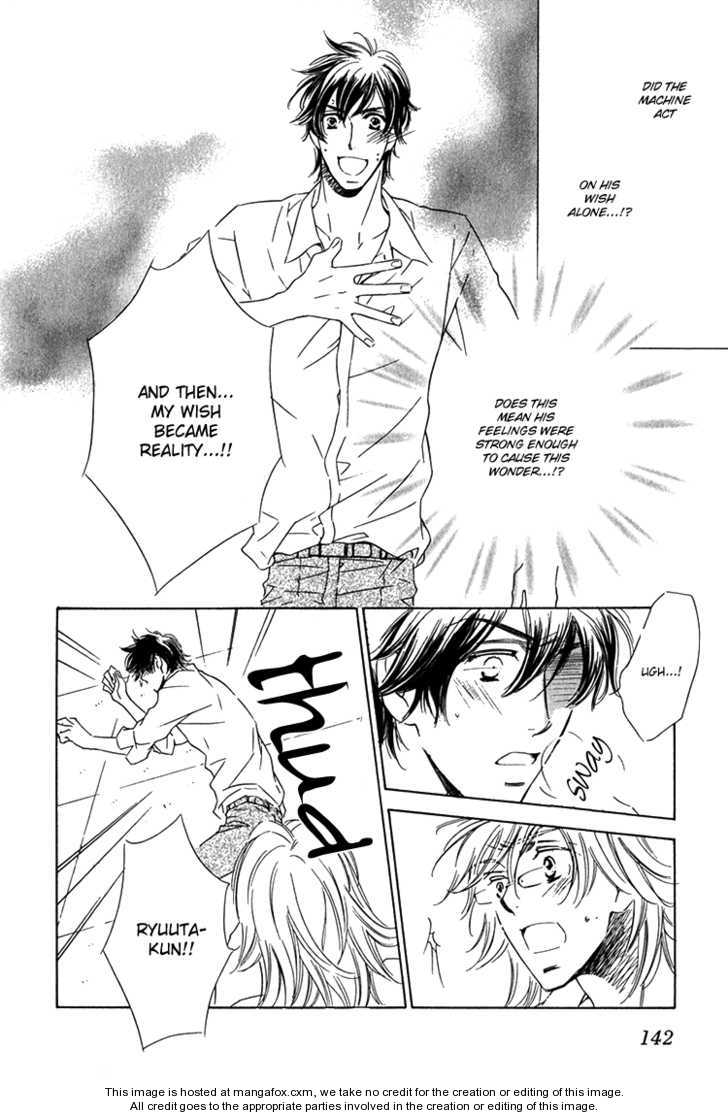 DID THE
MACHINE
ACT
ON HIS
WISH
ALONE...!?
DOES THIS
MEAN HIS
FEELINGS WERE
STRONG ENOUGH
TO CAUSE THIS
WONDER...!?
AND THEN...
MY WISH
BECAME
REALITY...!!
UGH...!
sway
thud
RYUUTA-
KUN!!
142
This image is hosted at mangafox.cxm, we take no credit for the creation or editing of this image.
All credit goes to the appropriate parties involved in the creation or editing of this image.